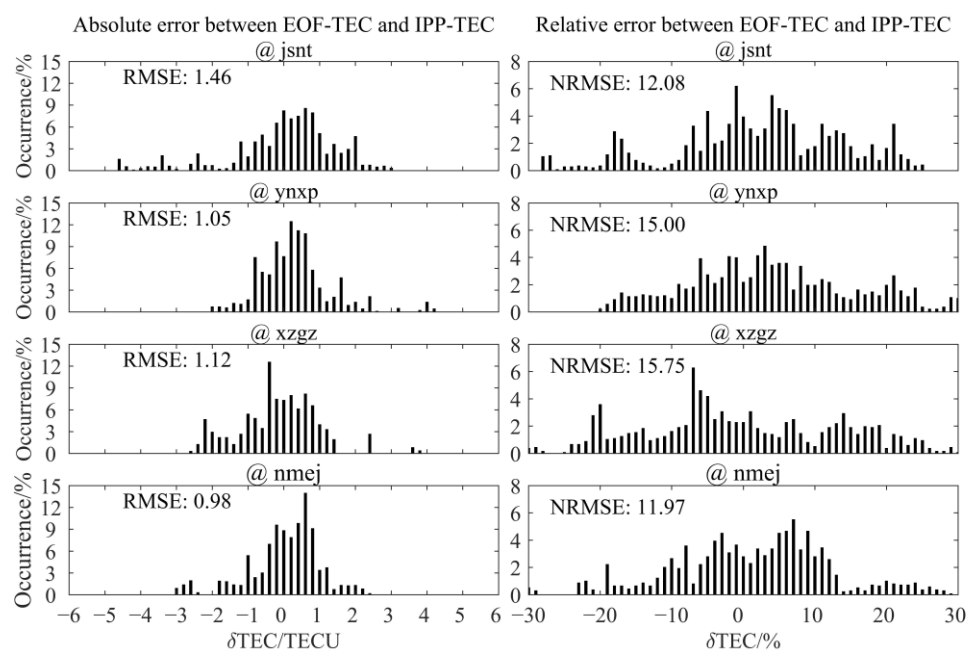 Absolute error between EOF-TEC and IPP-TEC
@ jsnt
Occurrence/%
15
12
9
6
3
0
RMSE: 1.46
@ ynxp
Occurrence/%
15
12
9
6
3
0
RMSE: 1.05
@ xzgz
Occurrence/%
15
12
9
6
3
0
RMSE: 1.12
@ nmej
Occurrence/%
15
12
9
6
3
0
RMSE: 0.98
−6 −5 −4 −3 −2 −1 0 1 2 3 4 5 6
δTEC/TECU
Relative error between EOF-TEC and IPP-TEC
@ jsnt
8
6
4
2
0
NRMSE: 12.08
@ ynxp
8
6
4
2
0
NRMSE: 15.00
@ xzgz
8
6
4
2
0
NRMSE: 15.75
@ nmej
8
6
4
2
0
NRMSE: 11.97
−30 −20 −10 0 10 20 30
δTEC/%